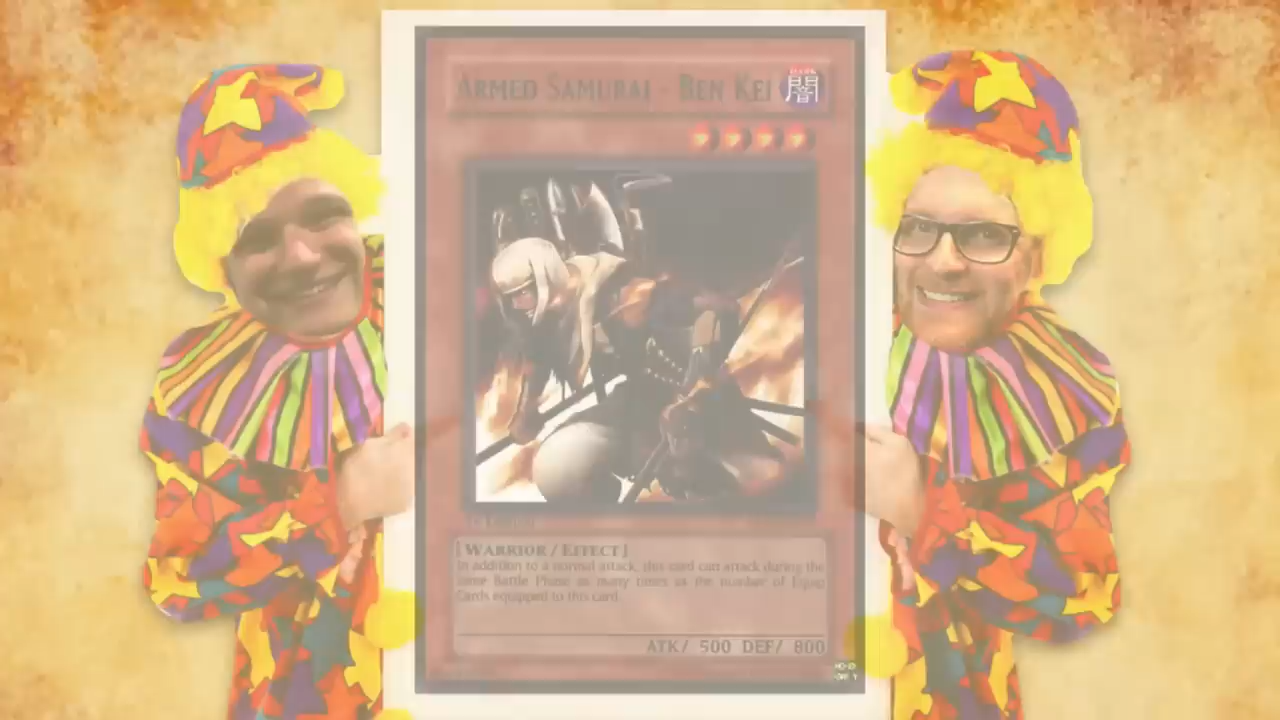 ARMED SAMURAI - BEN KEI
DARK
闇
[WARRIOR / EFFECT]
In addition to a normal attack, this card can attack during the
same Battle Phase as many times as the number of Equip
Cards equipped to this card.
ATK/ 500 DEF/ 800